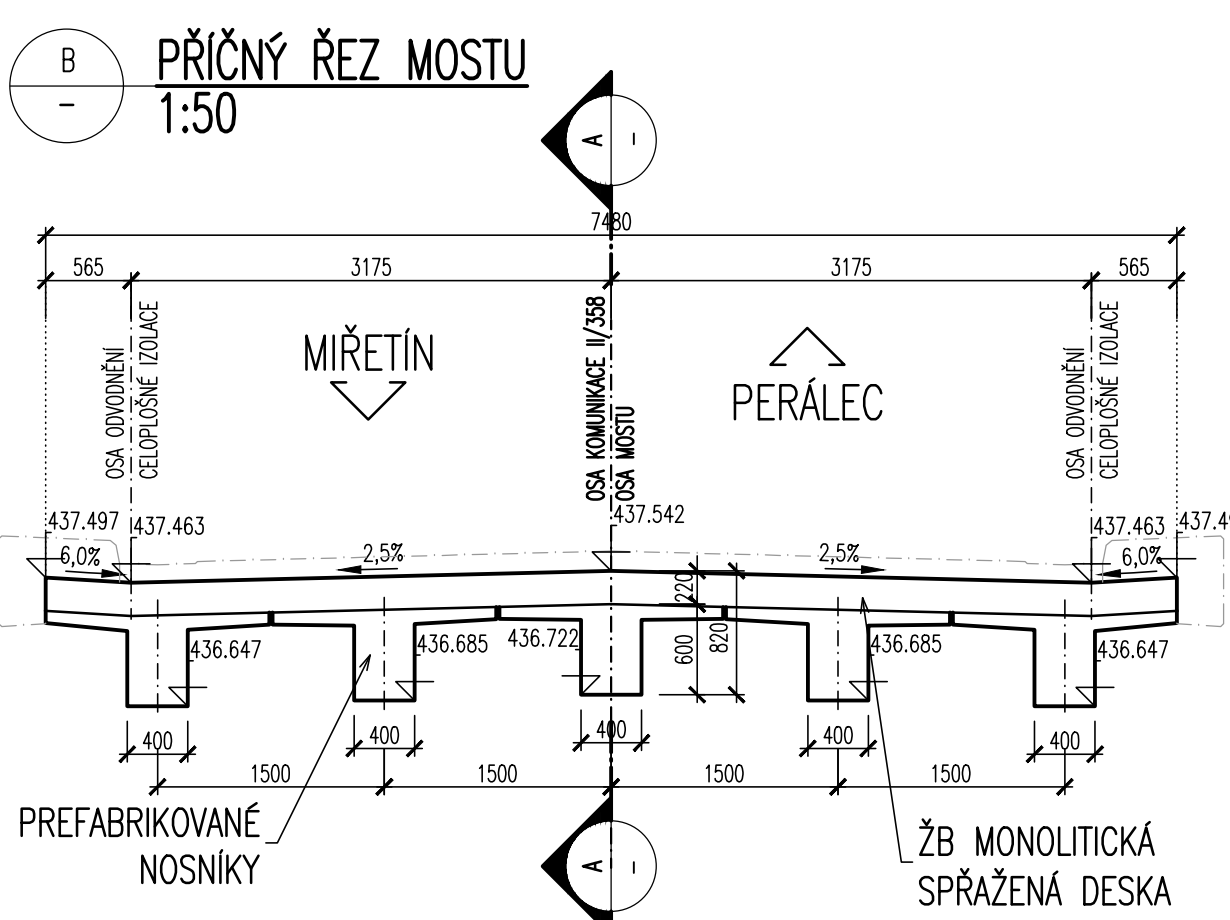 B
–
PŘÍČNÝ ŘEZ MOSTU
1:50
A
–
7480
565
3175
3175
565
OSA ODVODNĚNÍ
CELOPLOŠNÉ IZOLACE
MIŘETÍN
OSA KOMUNIKACE II/358
OSA MOSTU
PERÁLEC
OSA ODVODNĚNÍ
CELOPLOŠNÉ IZOLACE
437.497
437.463
437.542
437.463
6,0%
2,5%
2,5%
6,0%
220
600
820
436.647
436.685
436.722
436.685
436.647
400
400
400
400
400
1500
1500
1500
1500
PREFABRIKOVANÉ
NOSNÍKY
ŽB MONOLITICKÁ
SPŘAŽENÁ DESKA
A
–